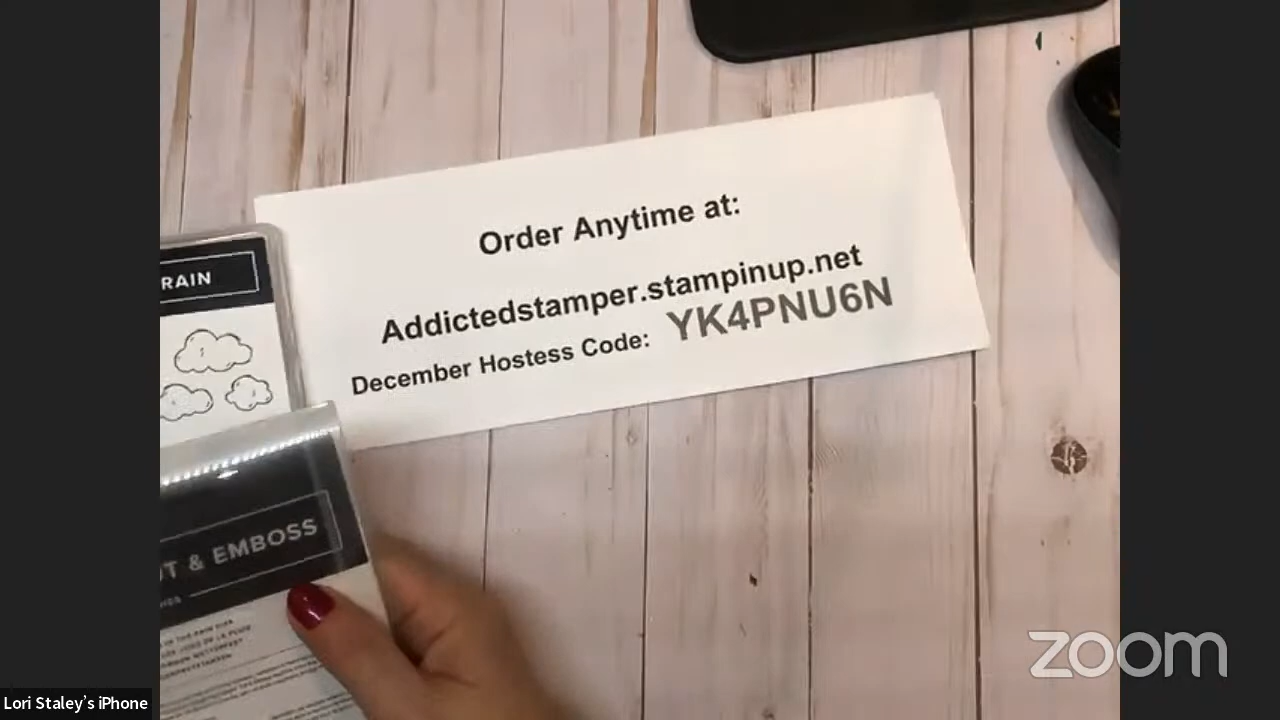 Order Anytime at:
Addictedstamper.stampinup.net
December Hostess Code: YK4PNU6N
RAIN
T & EMBOSS
zoom
Lori Staley's iPhone